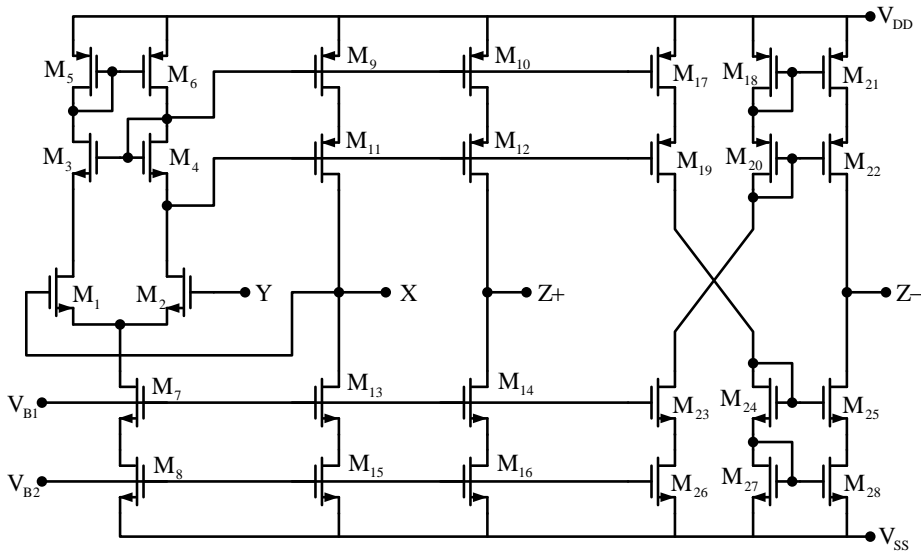 V_DD
M_5 M_6 M_9 M_10 M_17 M_18 M_21
M_3 M_4 M_11 M_12 M_19 M_20 M_22
M_1 M_2 Y X Z+ Z−
V_B1 M_7 M_13 M_14 M_23 M_24 M_25
V_B2 M_8 M_15 M_16 M_26 M_27 M_28
V_SS